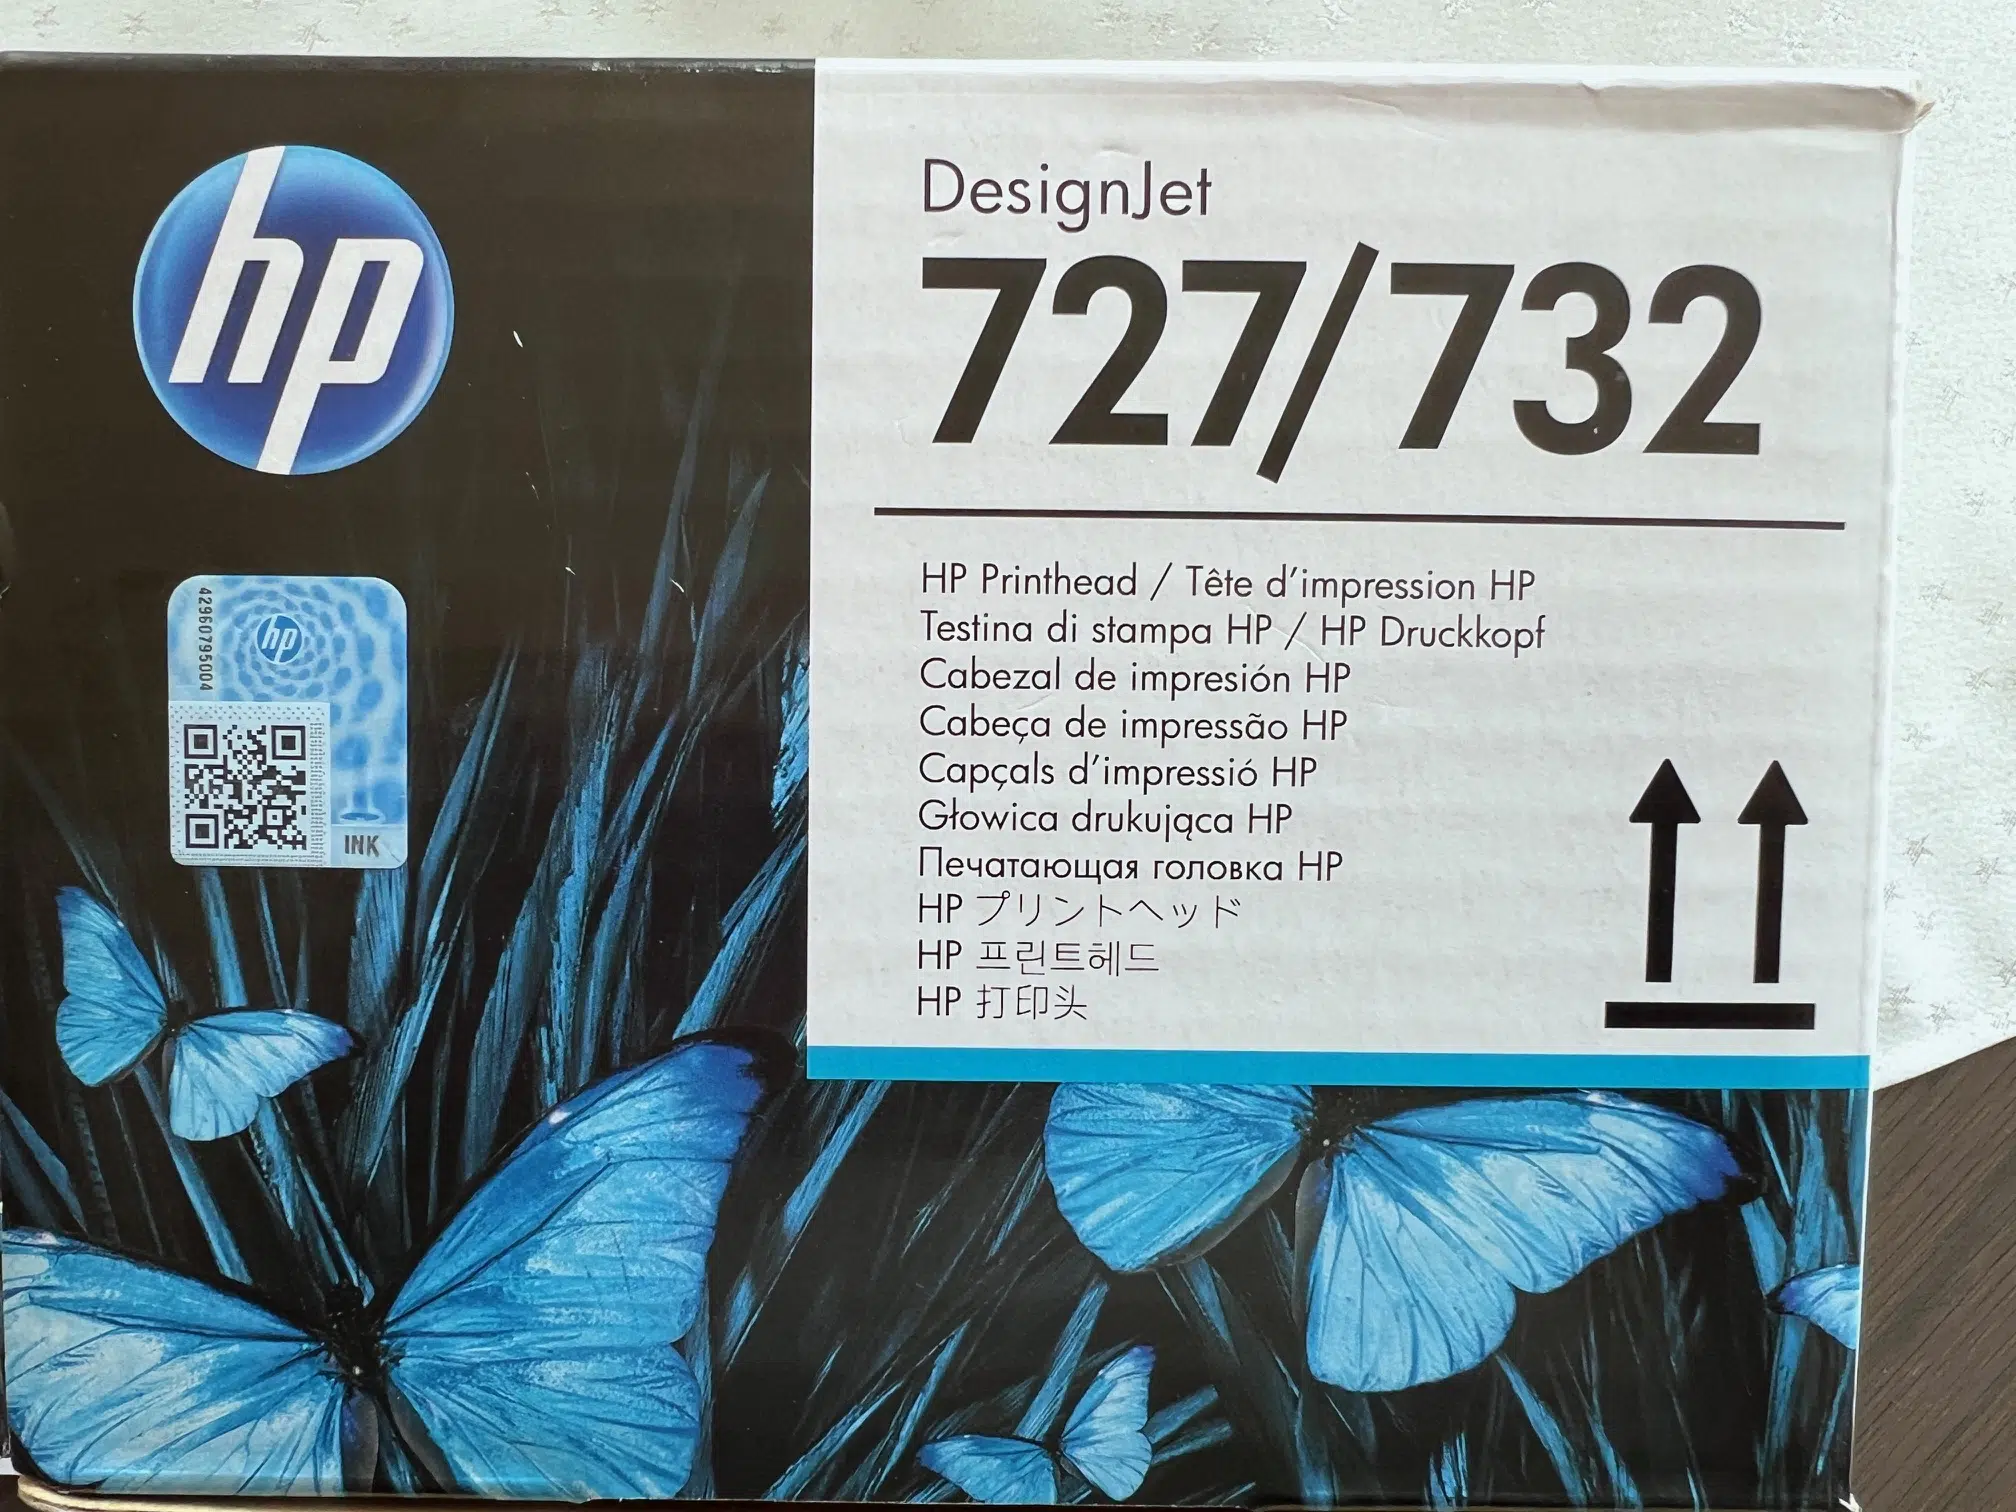 hp
DesignJet
727/732
42960795004
hp
INK
HP Printhead / Tête d’impression HP
Testina di stampa HP / HP Druckkopf
Cabezal de impresión HP
Cabeça de impressão HP
Capçals d’impressió HP
Głowica drukująca HP
Печатающая головка HP
HP プリントヘッド
HP 프린트헤드
HP 打印头